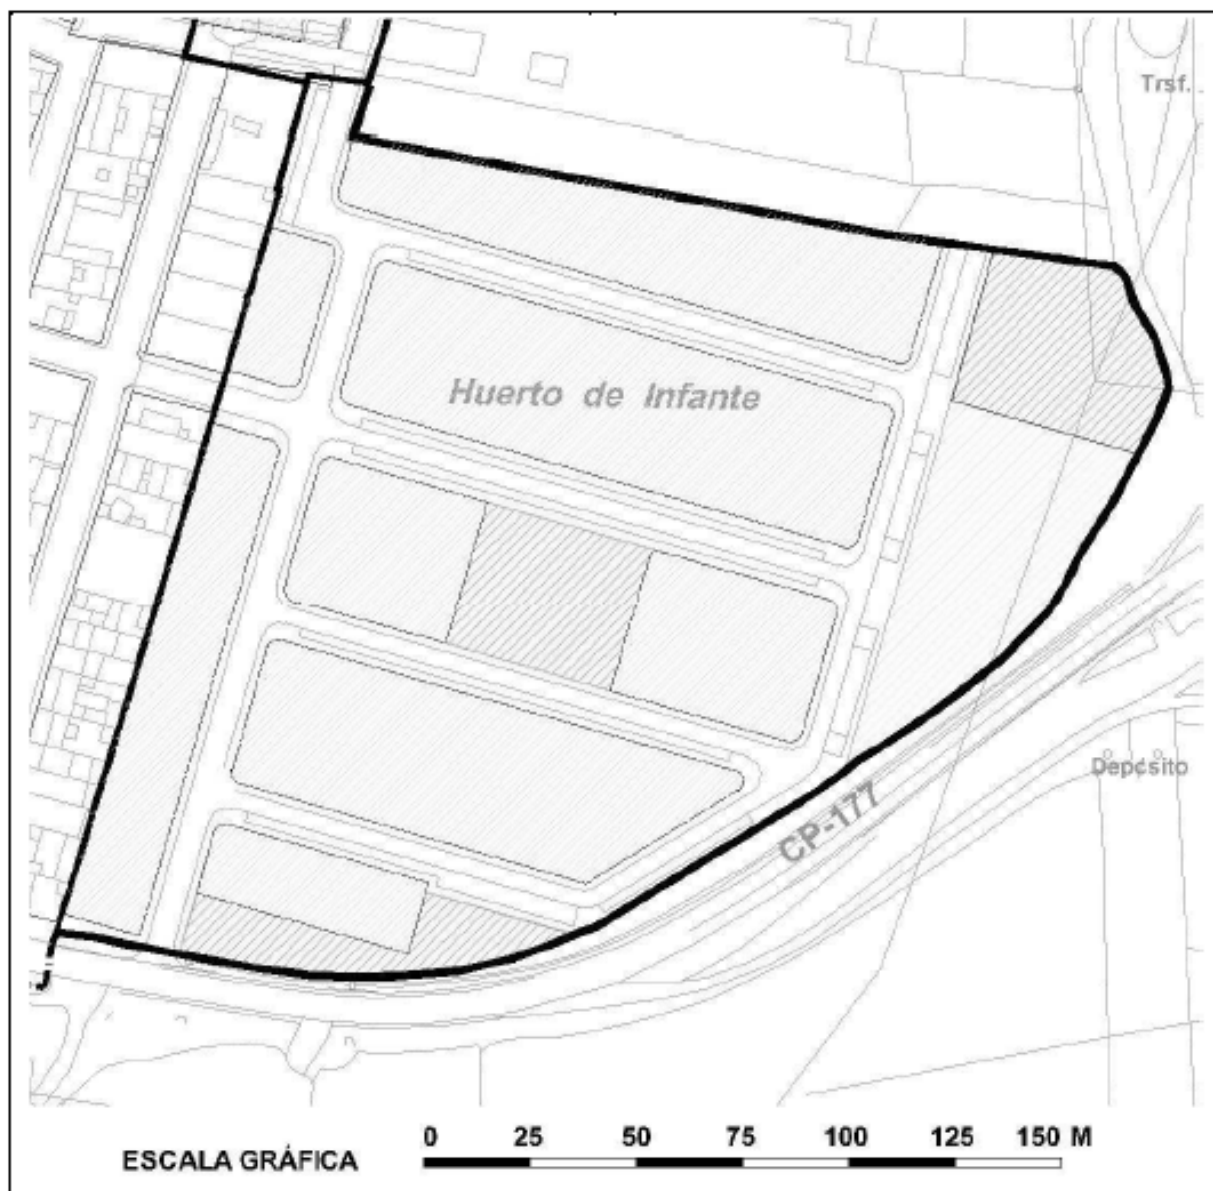 Trsf.
Huerto de Infante
Depósito
CP-177
ESCALA GRÁFICA
0 25 50 75 100 125 150 M